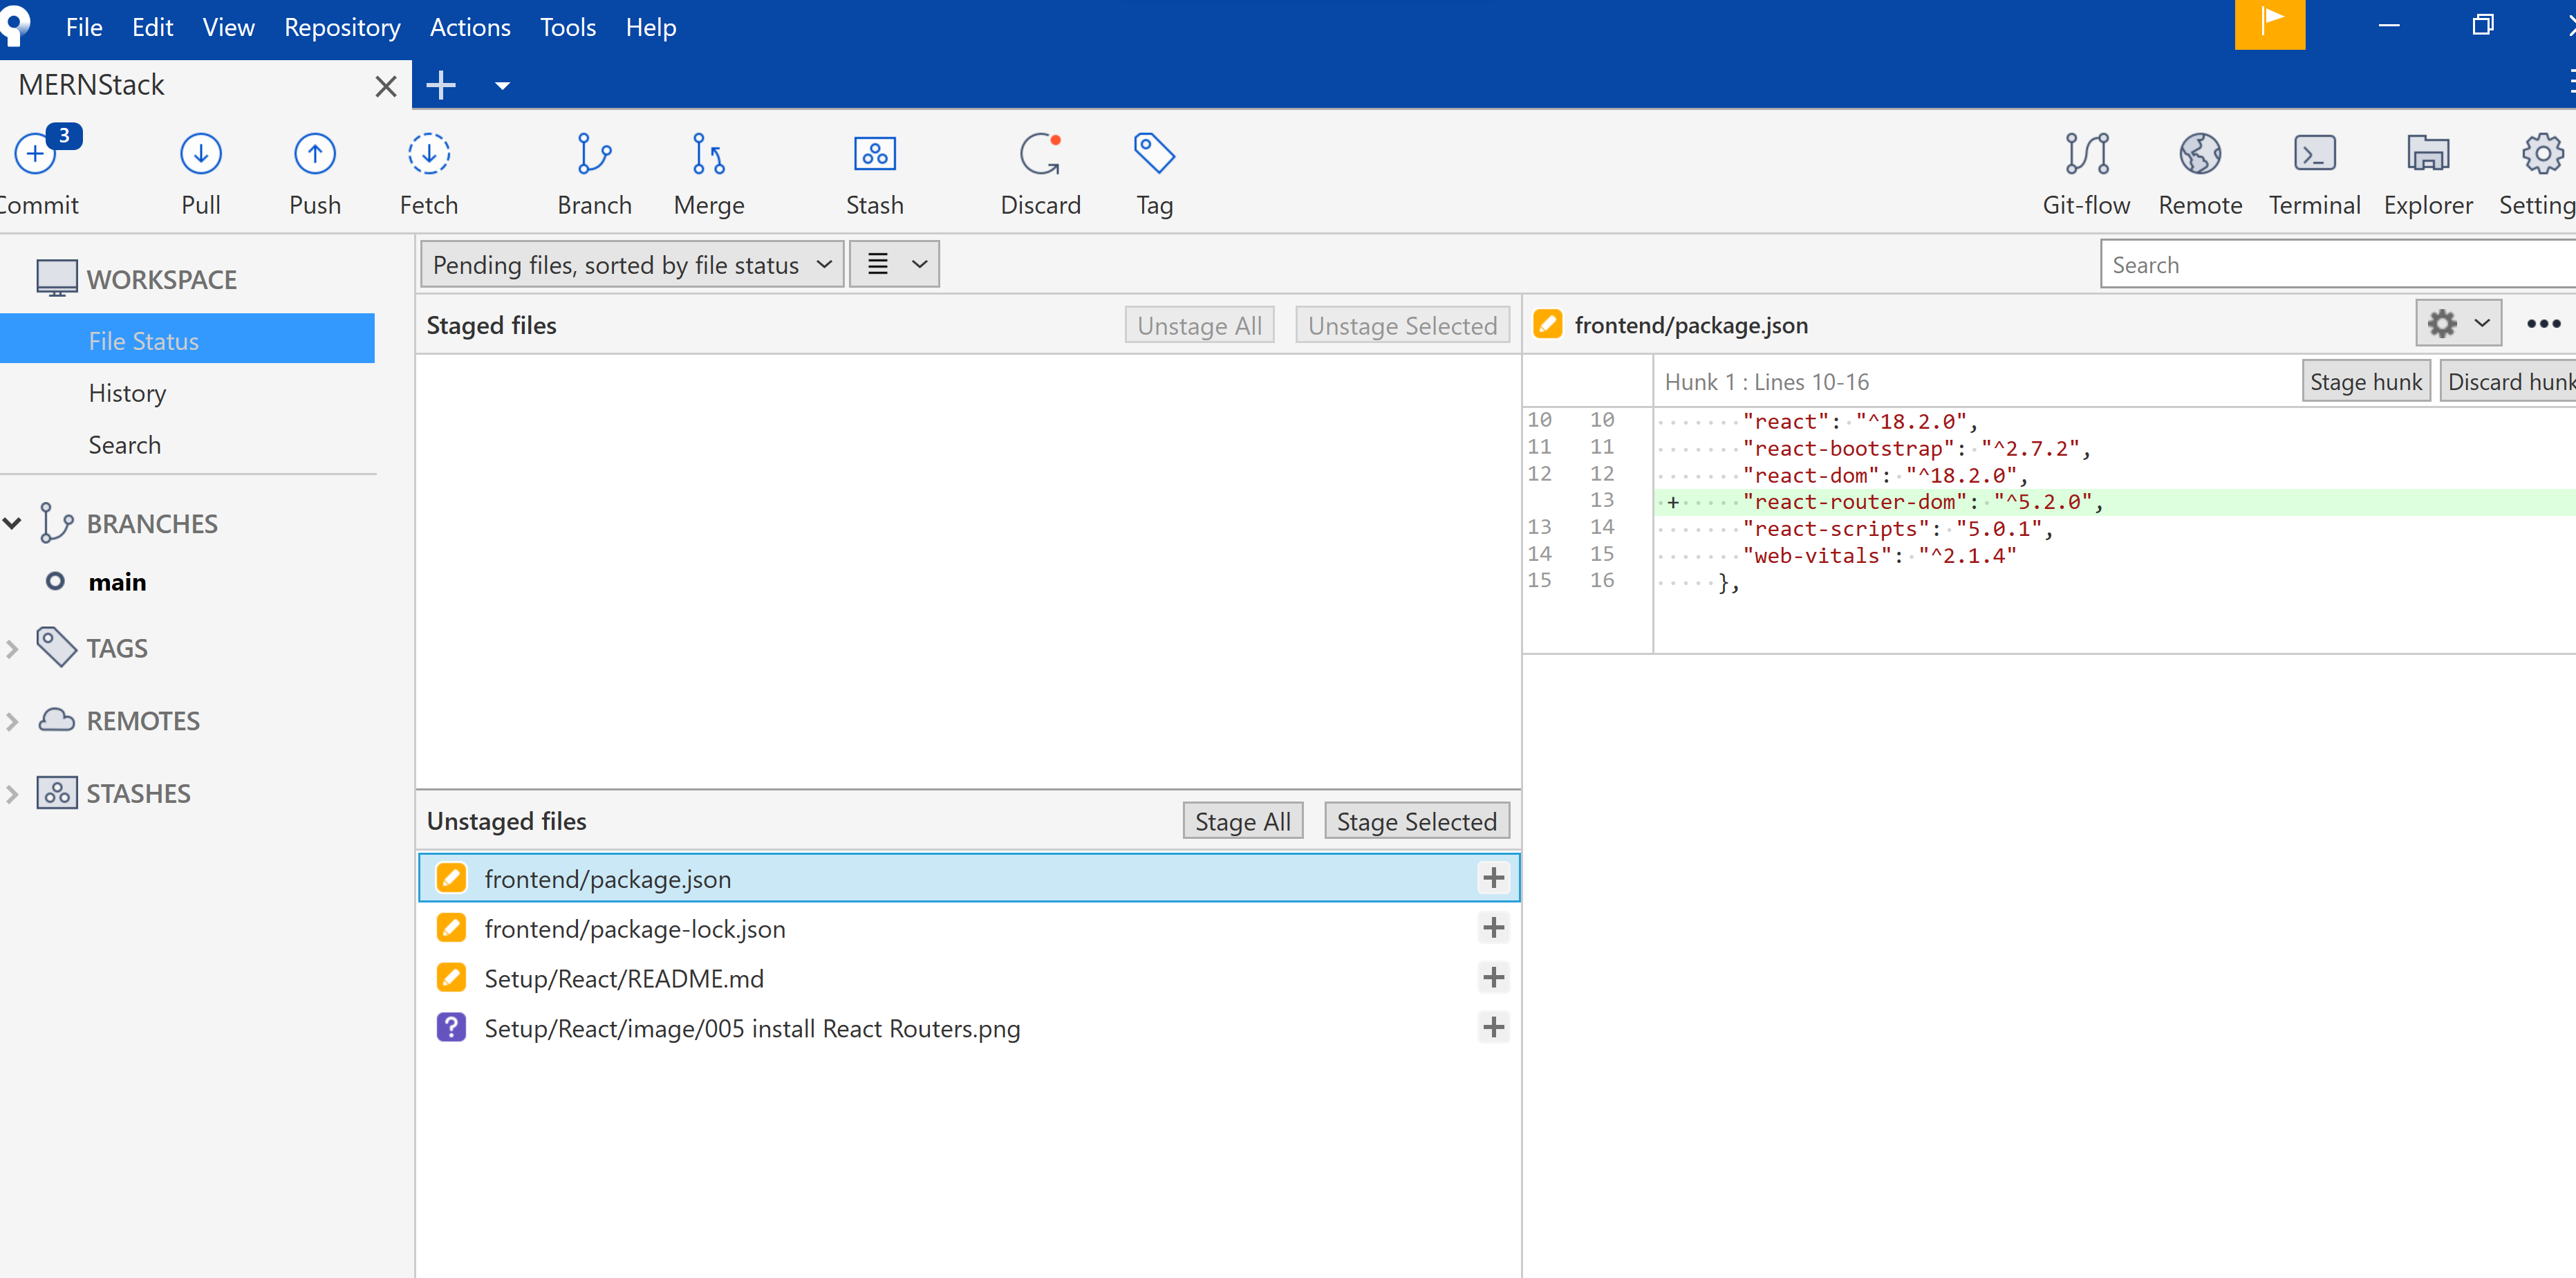 File Edit View Repository Actions Tools Help
MERNStack
3
Commit Pull Push Fetch Branch Merge Stash Discard Tag Git-flow Remote Terminal Explorer Setting
WORKSPACE
File Status
History
Search
BRANCHES
main
TAGS
REMOTES
STASHES
Pending files, sorted by file status
Search
Staged files Unstage All Unstage Selected
Unstaged files Stage All Stage Selected
frontend/package.json
frontend/package-lock.json
Setup/React/README.md
? Setup/React/image/005 install React Routers.png
frontend/package.json
Hunk 1 : Lines 10-16 Stage hunk Discard hunk
10 10 "react": "^18.2.0",
11 11 "react-bootstrap": "^2.7.2",
12 12 "react-dom": "^18.2.0",
13 + "react-router-dom": "^5.2.0",
13 14 "react-scripts": "5.0.1",
14 15 "web-vitals": "^2.1.4"
15 16 },